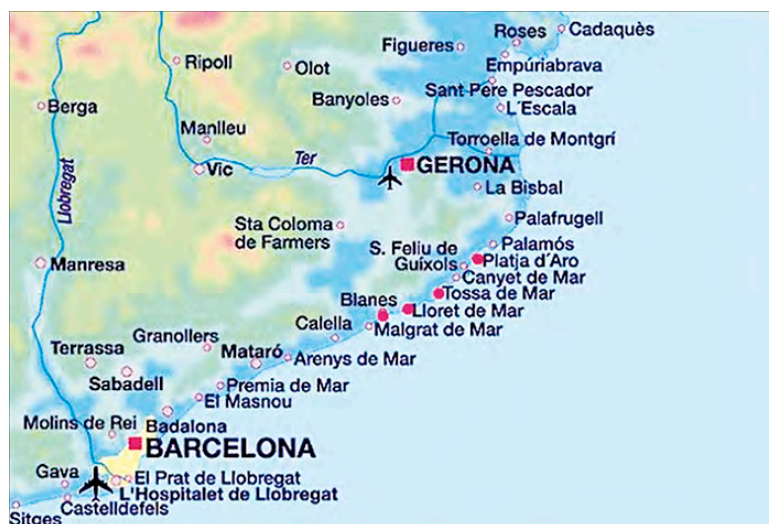 Cadaquès
Roses
Figueres
Empúriabrava
Ripoll
Olot
Sant Pere Pescador
Banyoles
L´Escala
Berga
Manlleu
Torroella de Montgrí
Ter
Vic
GERONA
Llobregat
La Bisbal
Palafrugell
Sta Coloma
de Farmers
Palamós
S. Feliu de
Guíxols
Platja d´Aro
Manresa
Canyet de Mar
Tossa de Mar
Blanes
Lloret de Mar
Calella
Malgrat de Mar
Granollers
Terrassa
Mataró
Arenys de Mar
Sabadell
Premia de Mar
El Masnou
Molins de Rei
Badalona
BARCELONA
Gava
El Prat de Llobregat
L'Hospitalet de Llobregat
Castelldefels
Sitges